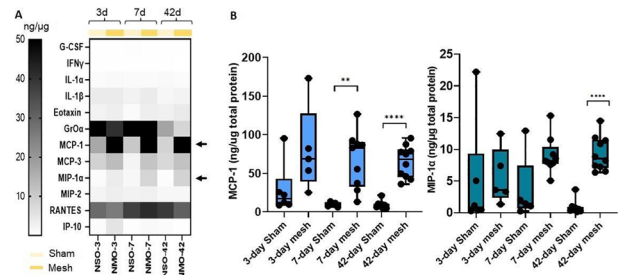 A
ng/µg
3d 7d 42d
50
40
30
20
10
0
G-CSF
IFNγ
IL-1α
IL-1β
Eotaxin
GrOα
MCP-1
MCP-3
MIP-1α
MIP-2
RANTES
IP-10
NSO-3
NMO-3
NSO-7
NMO-7
NSO-42
NMO-42
Sham
Mesh
B
MCP-1 (ng/ug total protein)
200
150
100
50
0
**
****
3-day Sham
3-day mesh
7-day Sham
7-day mesh
42-day Sham
42-day mesh
MIP-1α (ng/ug total protein)
25
20
15
10
5
0
****
3-day Sham
3-day mesh
7-day Sham
7-day mesh
42-day Sham
42-day mesh